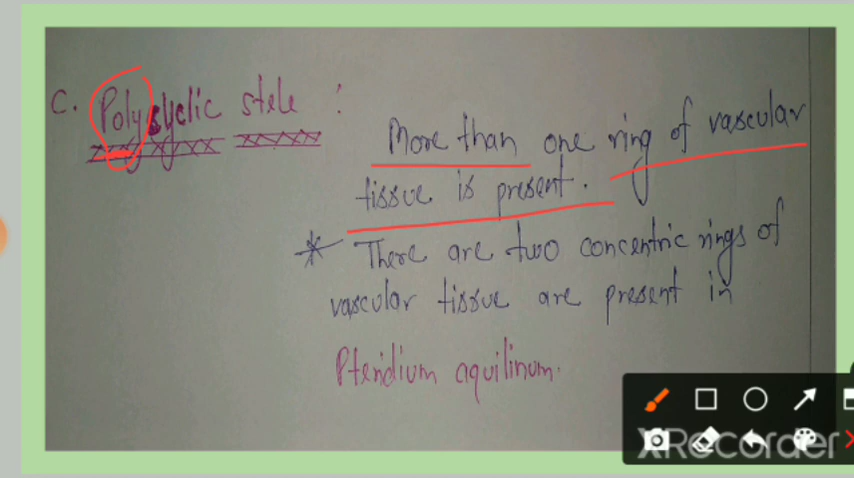 C. Polycyclic stele :
More than one ring of vascular
tissue is present.
* There are two concentric rings of
vascular tissue are present in
Pteridium aquilinum.
XRecorder